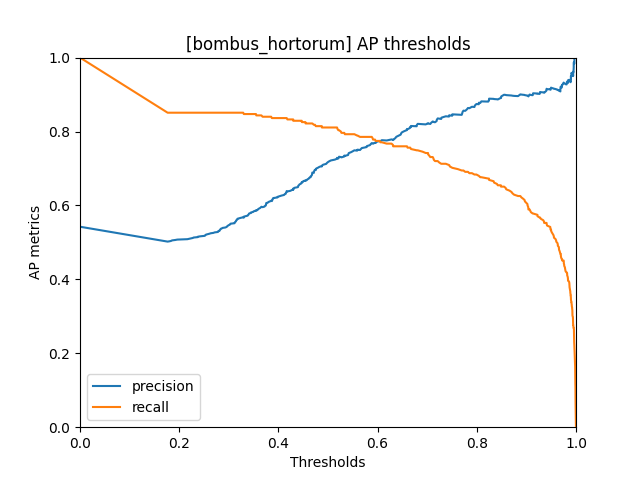 [bombus_hortorum] AP thresholds
1.0
0.8
0.6
0.4
0.2
0.0
AP metrics
precision
recall
0.0 0.2 0.4 0.6 0.8 1.0
Thresholds